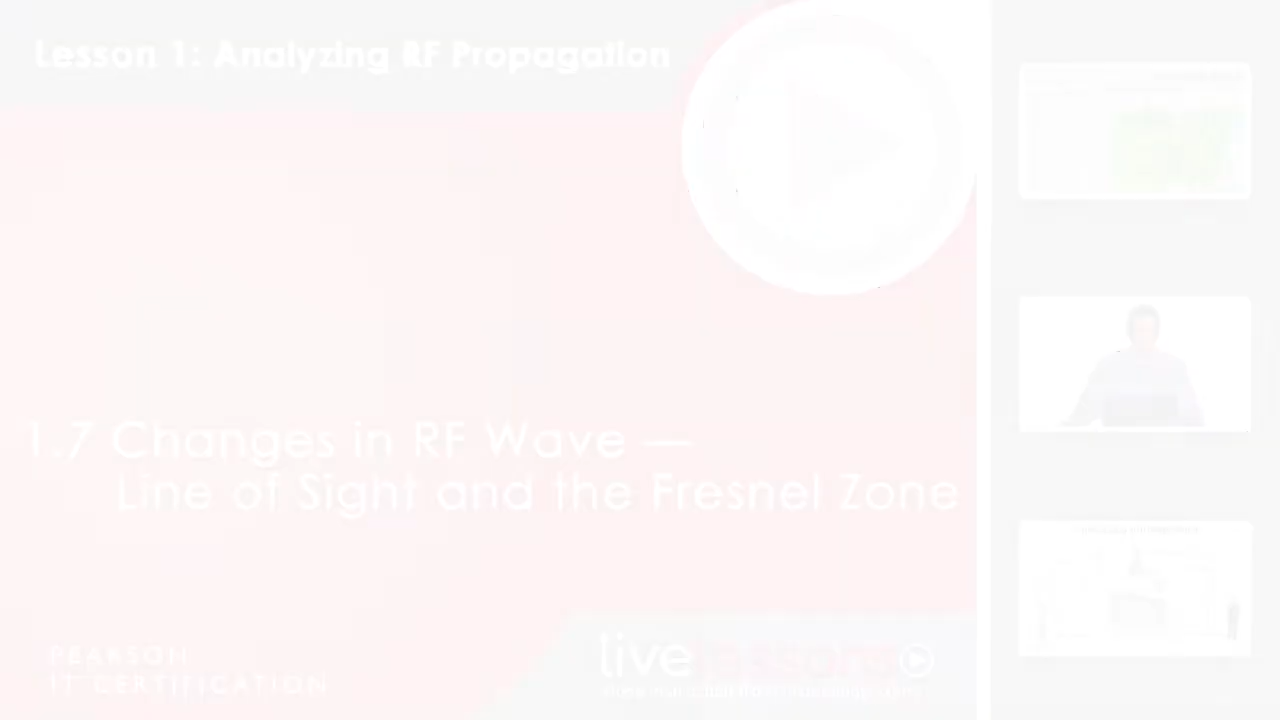 Lesson 1: Analyzing RF Propagation
1.7 Changes in RF Wave —
Line of Sight and the Fresnel Zone
PEARSON
IT CERTIFICATION
livelessons